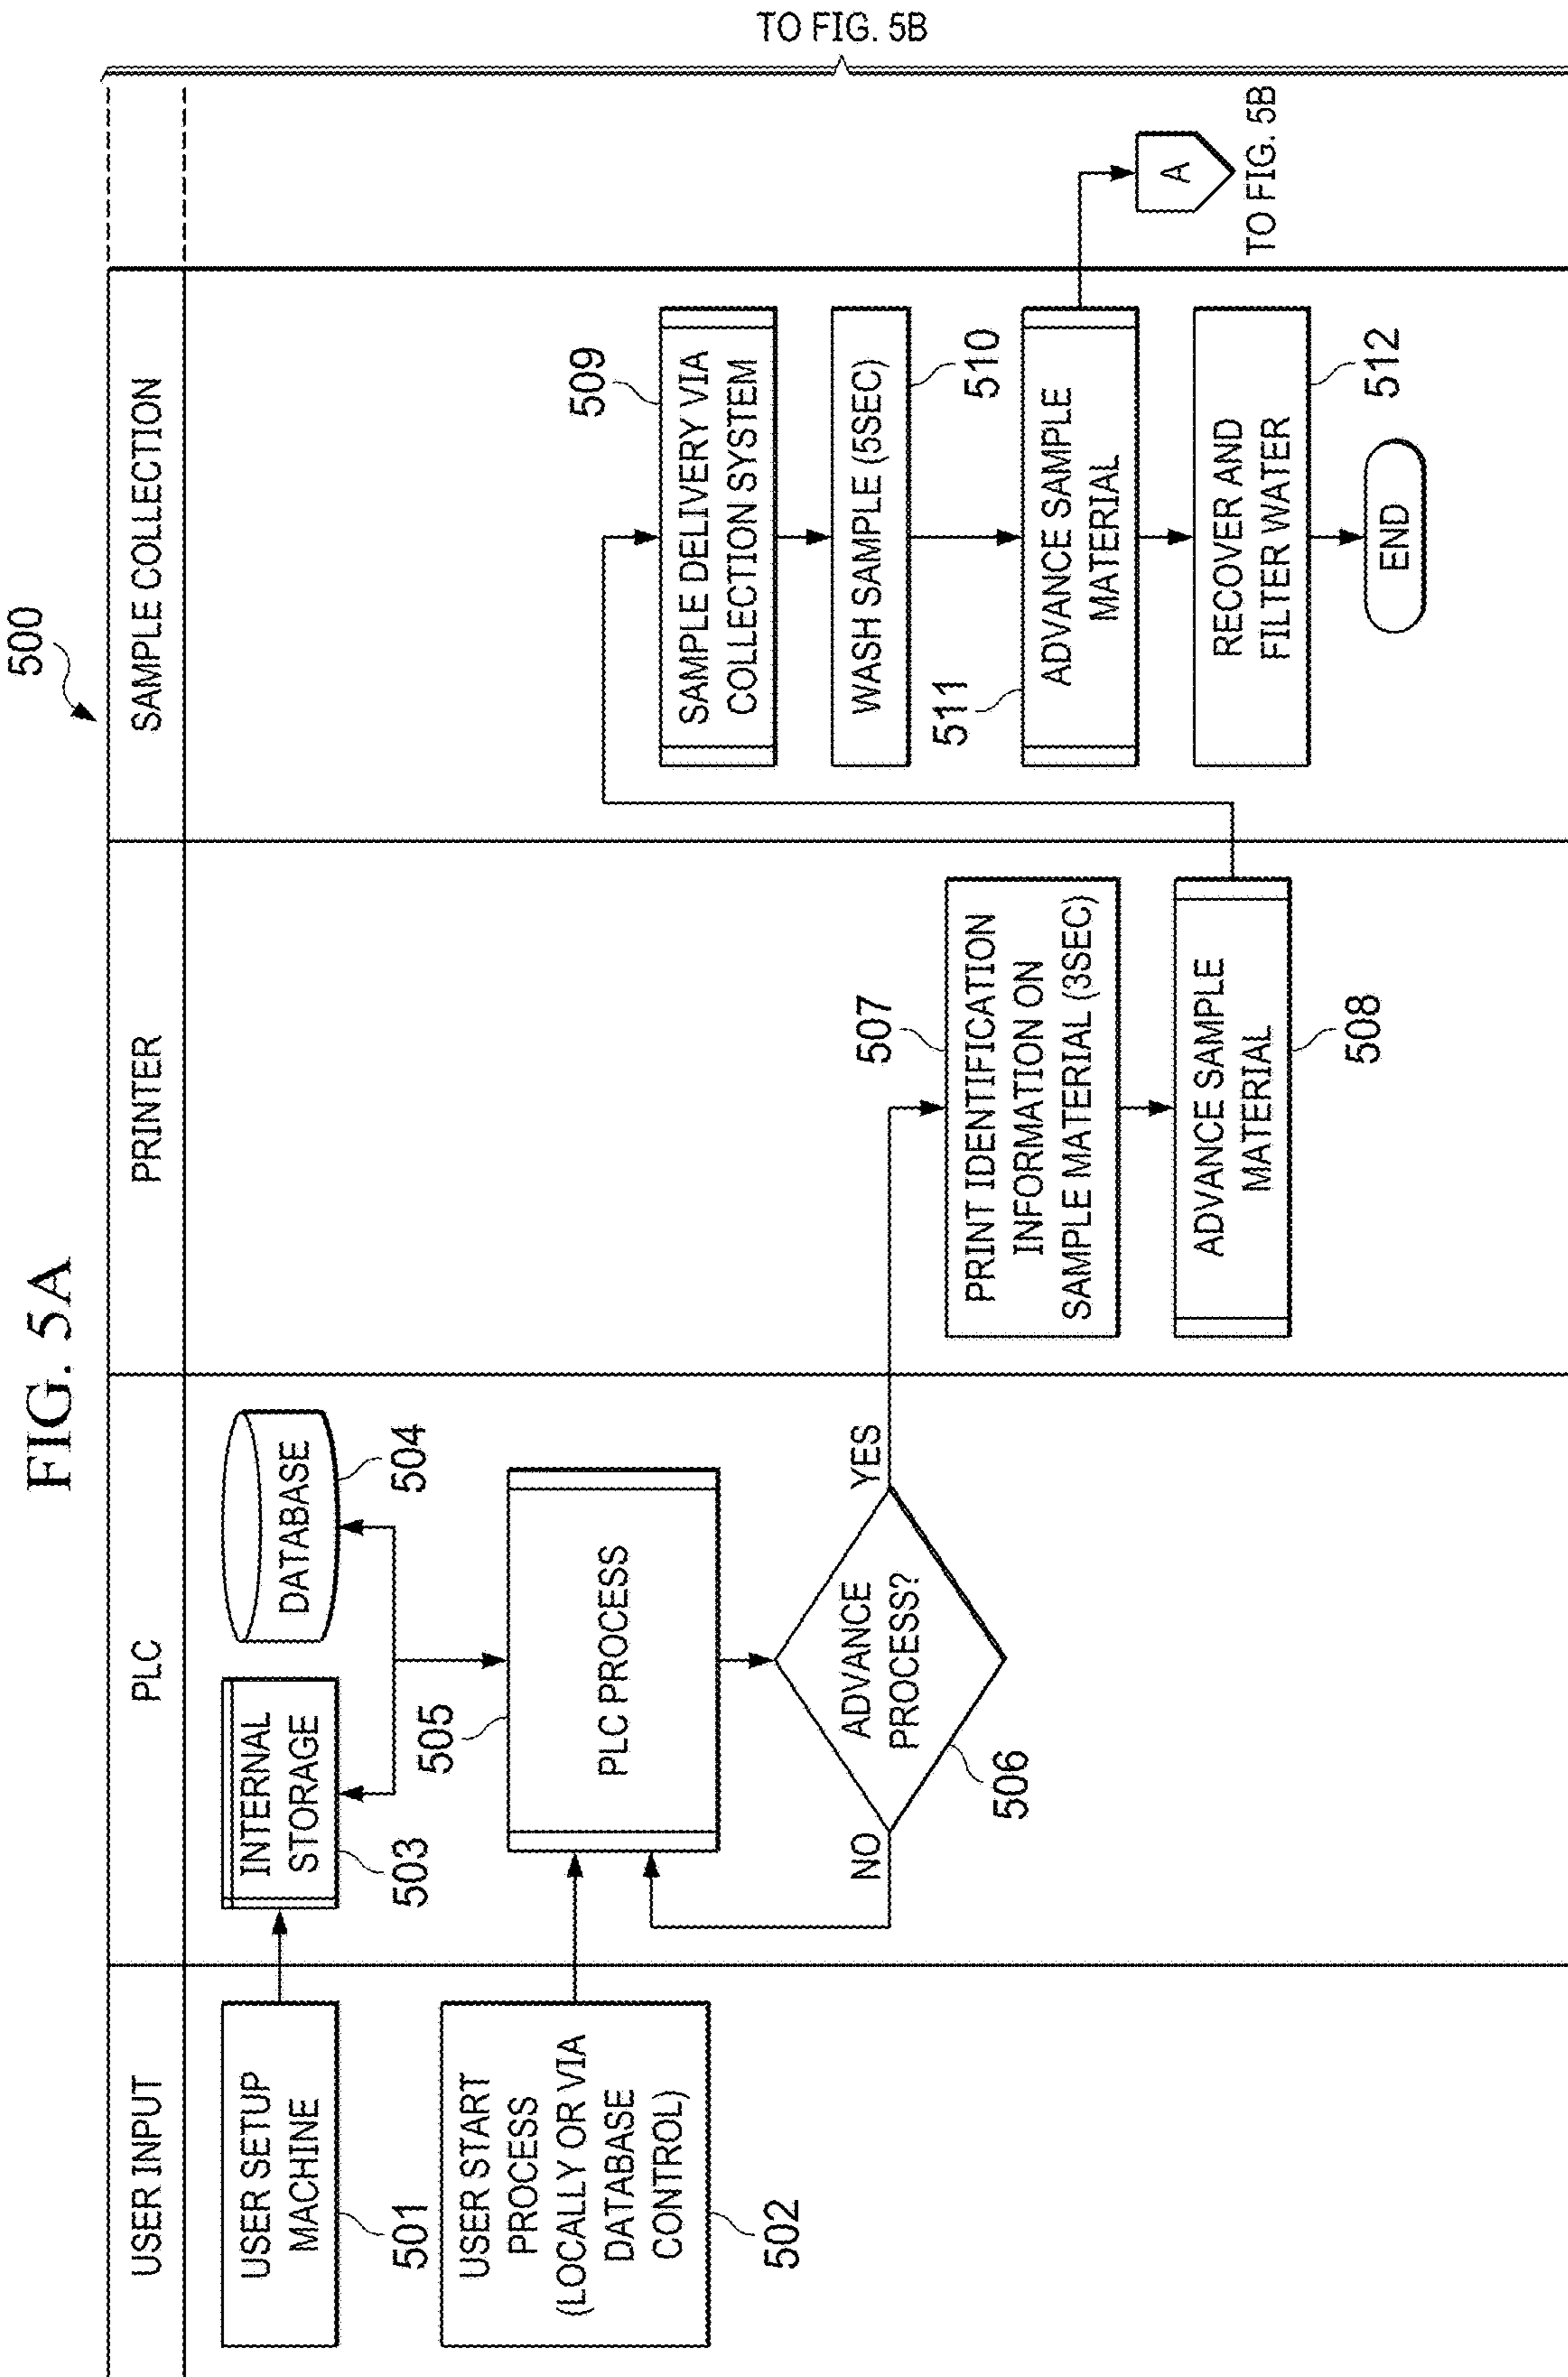 FIG. 5A
500
USER INPUT
PLC
PRINTER
SAMPLE COLLECTION
USER SETUP
MACHINE
501
USER START
PROCESS
(LOCALLY OR VIA
DATABASE
CONTROL)
502
INTERNAL
STORAGE
503
DATABASE
504
505
PLC PROCESS
ADVANCE
PROCESS?
NO
YES
506
507
PRINT IDENTIFICATION
INFORMATION ON
SAMPLE MATERIAL (3SEC)
ADVANCE SAMPLE
MATERIAL
508
509
SAMPLE DELIVERY VIA
COLLECTION SYSTEM
WASH SAMPLE (5SEC)
510
511
ADVANCE SAMPLE
MATERIAL
RECOVER AND
FILTER WATER
512
END
A
TO FIG. 5B
TO FIG. 5B